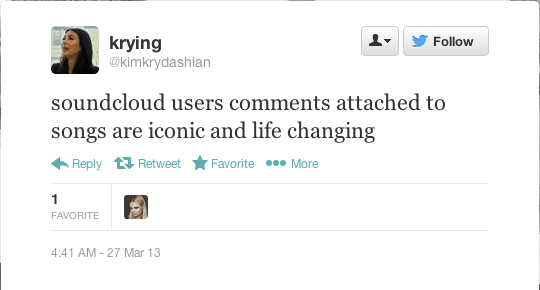 krying
@kimkrydashian
Follow
soundcloud users comments attached to
songs are iconic and life changing
Reply Retweet Favorite More
1
FAVORITE
4:41 AM - 27 Mar 13